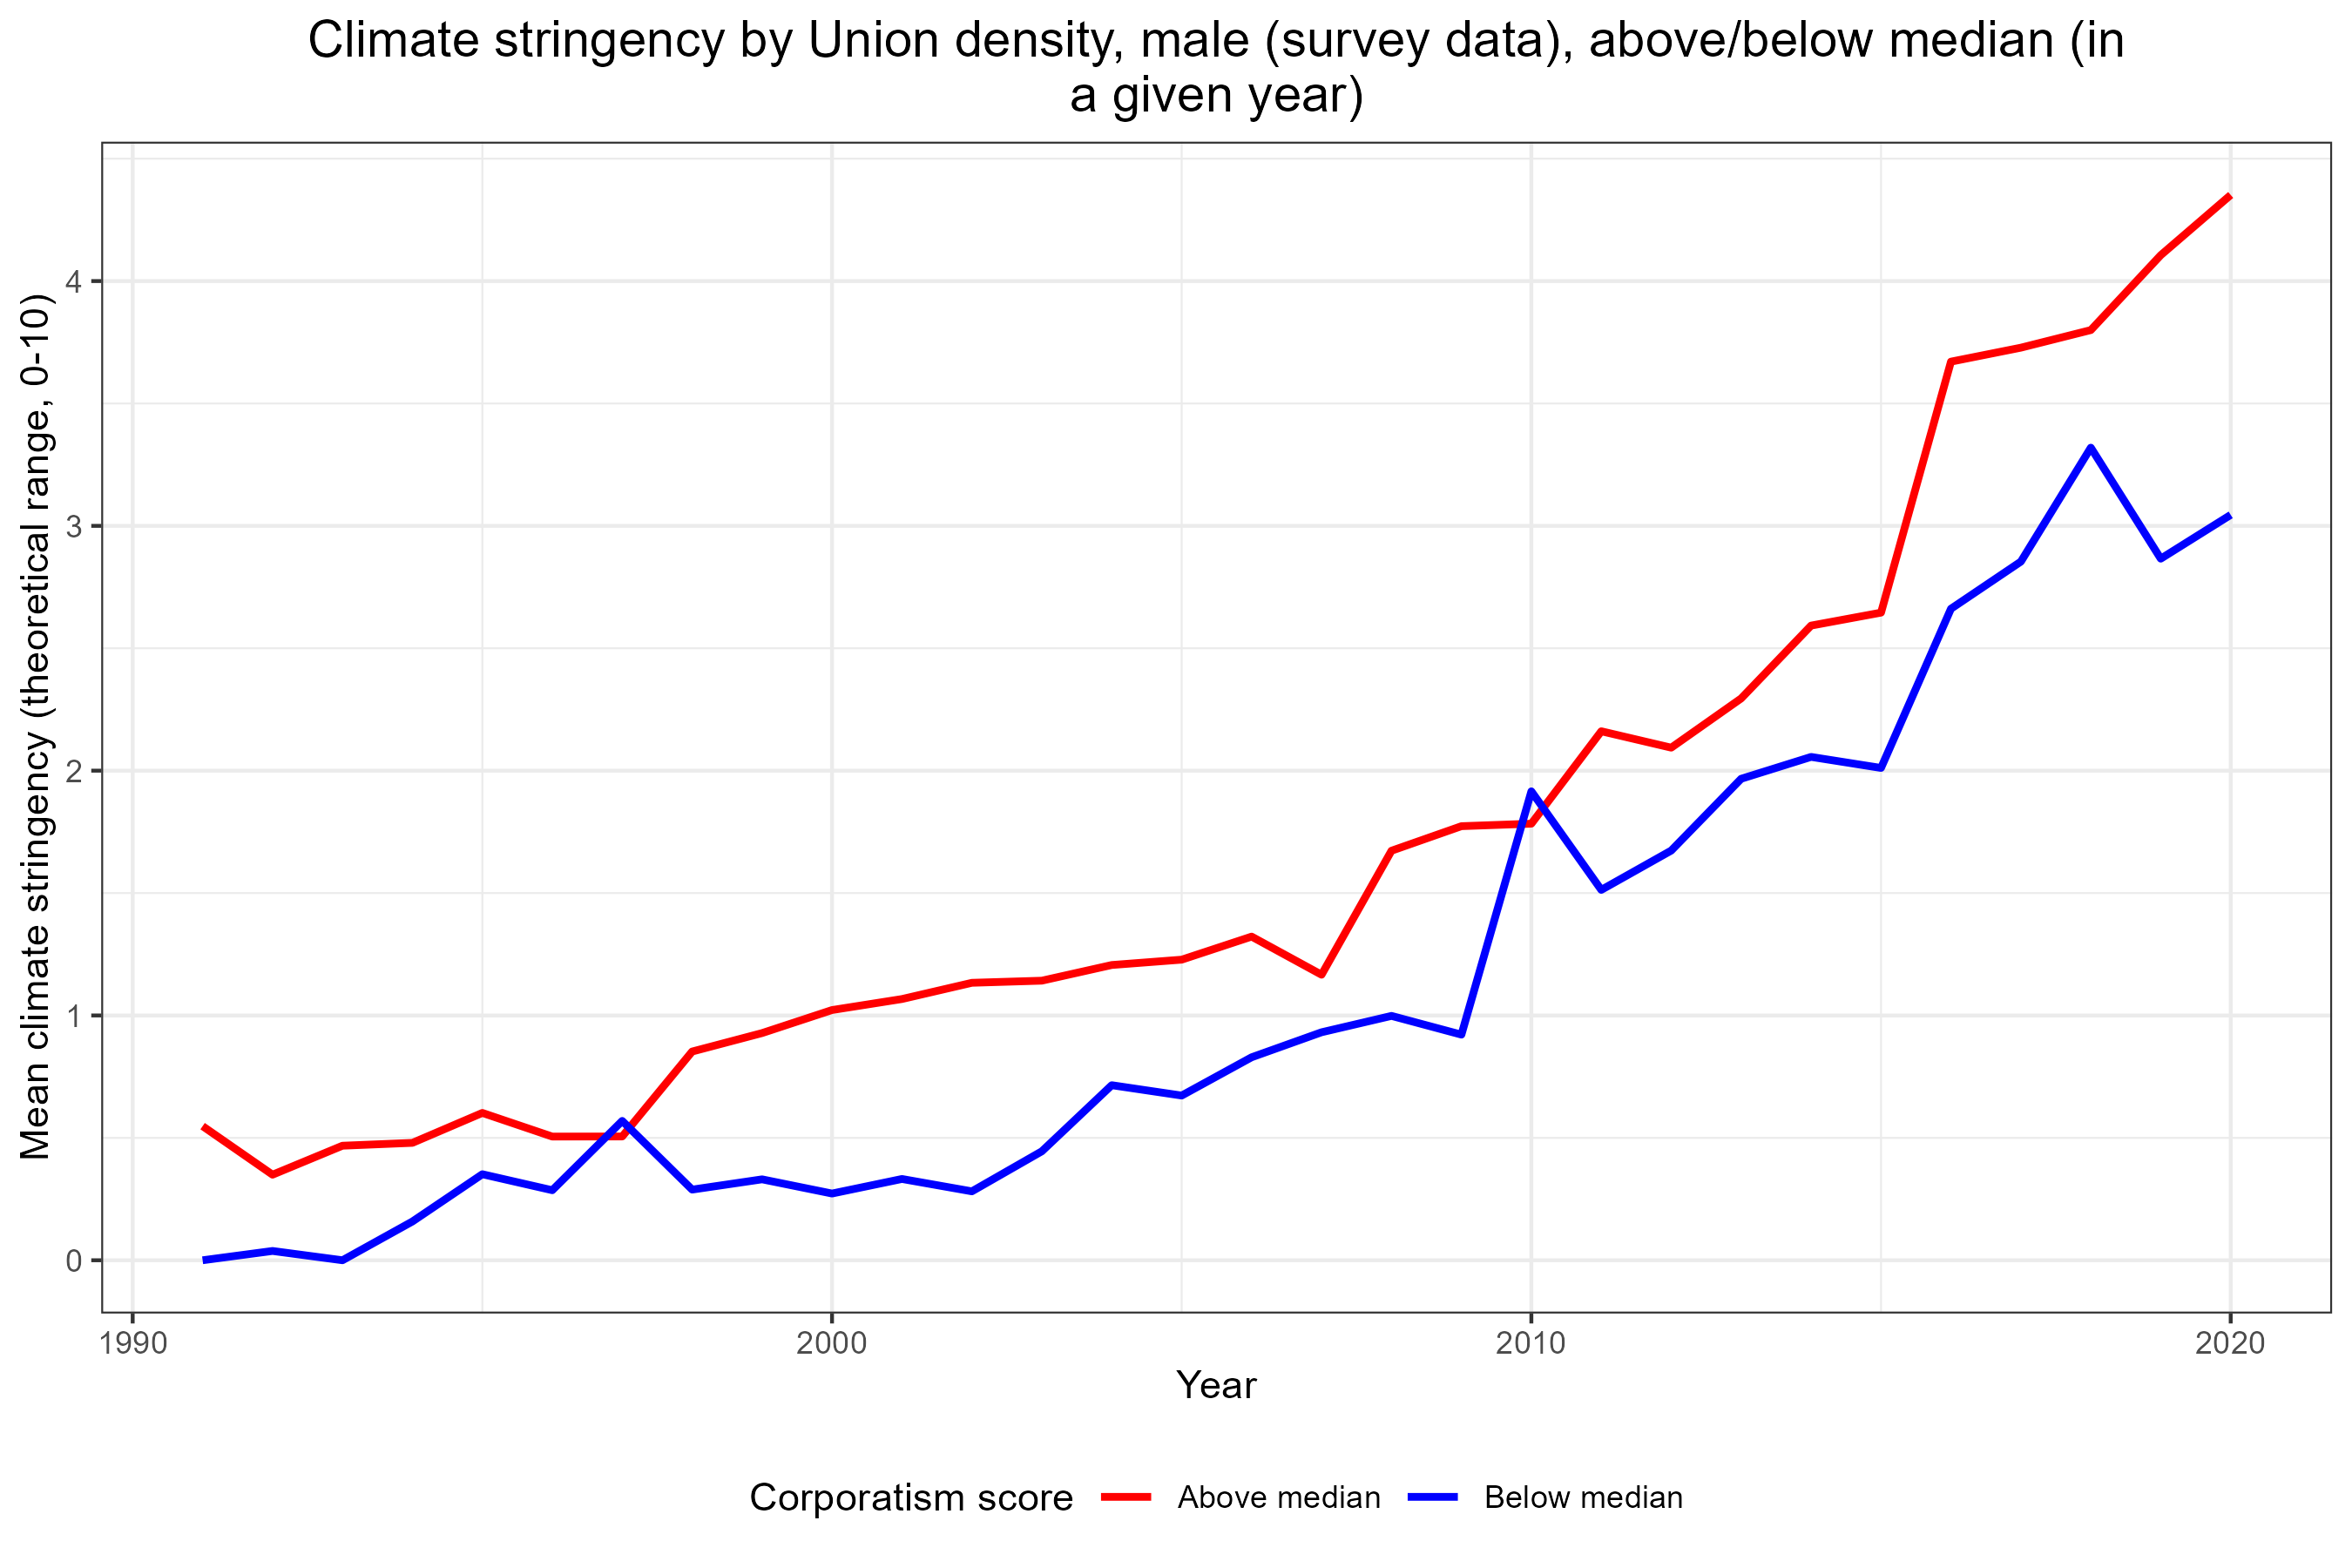 Climate stringency by Union density, male (survey data), above/below median (in
a given year)
Mean climate stringency (theoretical range, 0-10)
4
3
2
1
0
1990 2000 2010 2020
Year
Corporatism score Above median Below median